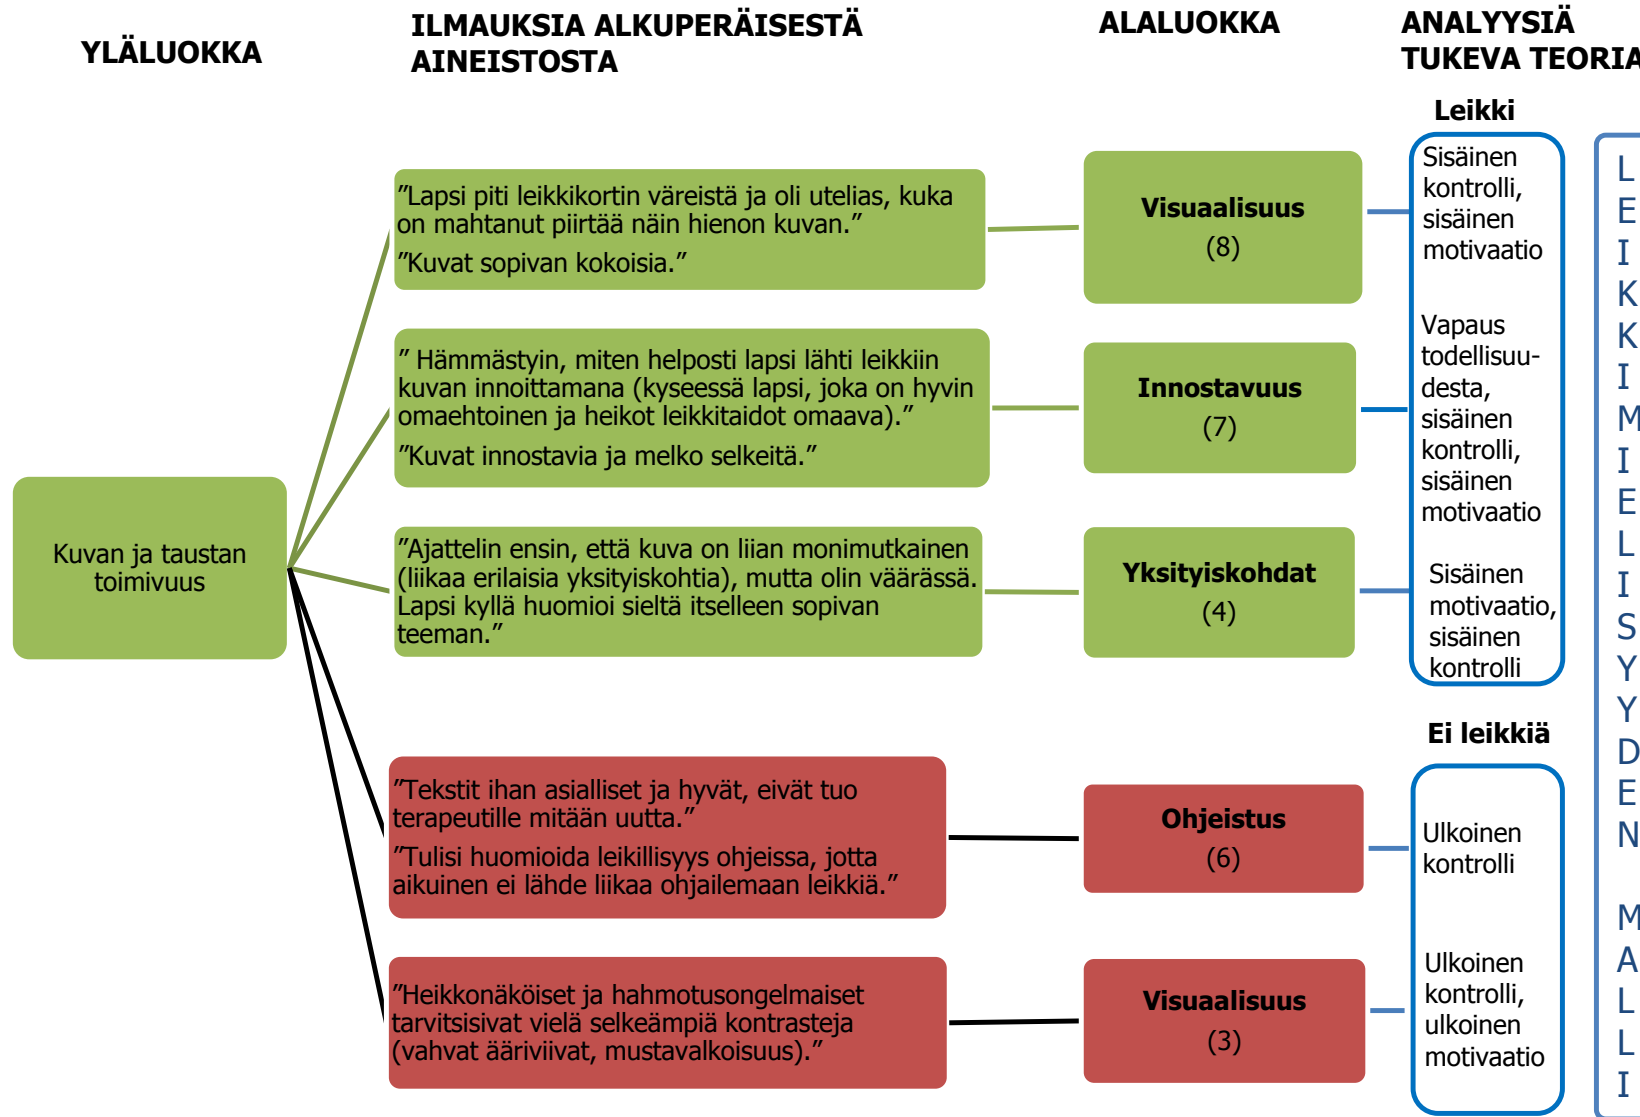 YLÄLUOKKA
ILMAUKSIA ALKUPERÄISESTÄ
AINEISTOSTA
ALALUOKKA
ANALYYSIÄ
TUKEVA TEORIA
Kuvan ja taustan
toimivuus
”Lapsi piti leikkikortin väreistä ja oli utelias, kuka
on mahtanut piirtää näin hienon kuvan.”
”Kuvat sopivan kokoisia.”
Visuaalisuus
(8)
Leikki
Sisäinen
kontrolli,
sisäinen
motivaatio
” Hämmästyin, miten helposti lapsi lähti leikkiin
kuvan innoittamana (kyseessä lapsi, joka on hyvin
omaehtoinen ja heikot leikkitaidot omaava).”
”Kuvat innostavia ja melko selkeitä.”
Innostavuus
(7)
Vapaus
todellisuu-
desta,
sisäinen
kontrolli,
sisäinen
motivaatio
”Ajattelin ensin, että kuva on liian monimutkainen
(liikaa erilaisia yksityiskohtia), mutta olin väärässä.
Lapsi kyllä huomioi sieltä itselleen sopivan
teeman.”
Yksityiskohdat
(4)
Sisäinen
motivaatio,
sisäinen
kontrolli
”Tekstit ihan asialliset ja hyvät, eivät tuo
terapeutille mitään uutta.”
”Tulisi huomioida leikillisyys ohjeissa, jotta
aikuinen ei lähde liikaa ohjailemaan leikkiä.”
Ohjeistus
(6)
Ei leikkiä
Ulkoinen
kontrolli
”Heikkonäköiset ja hahmotusongelmaiset
tarvitsisivat vielä selkeämpiä kontrasteja
(vahvat ääriviivat, mustavalkoisuus).”
Visuaalisuus
(3)
Ulkoinen
kontrolli,
ulkoinen
motivaatio
L
E
I
K
K
I
M
I
E
L
I
S
Y
Y
D
E
N
M
A
L
L
I